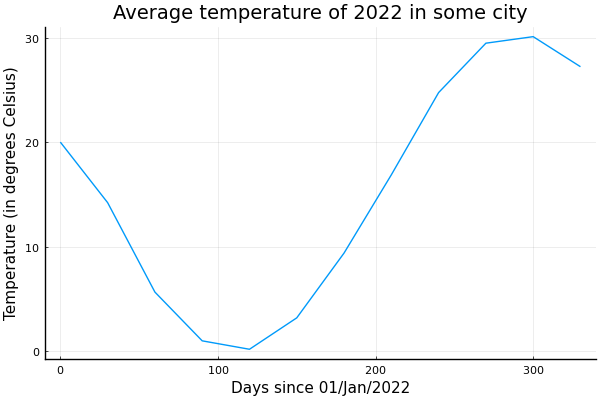 Average temperature of 2022 in some city
Temperature (in degrees Celsius)
30
20
10
0
0
100
200
300
Days since 01/Jan/2022